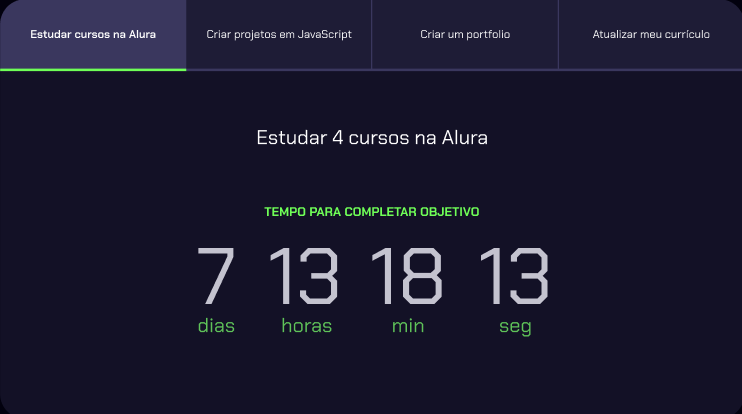 Estudar cursos na Alura
Criar projetos em JavaScript
Criar um portfolio
Atualizar meu currículo
Estudar 4 cursos na Alura
TEMPO PARA COMPLETAR OBJETIVO
7 13 18 13
dias horas min seg